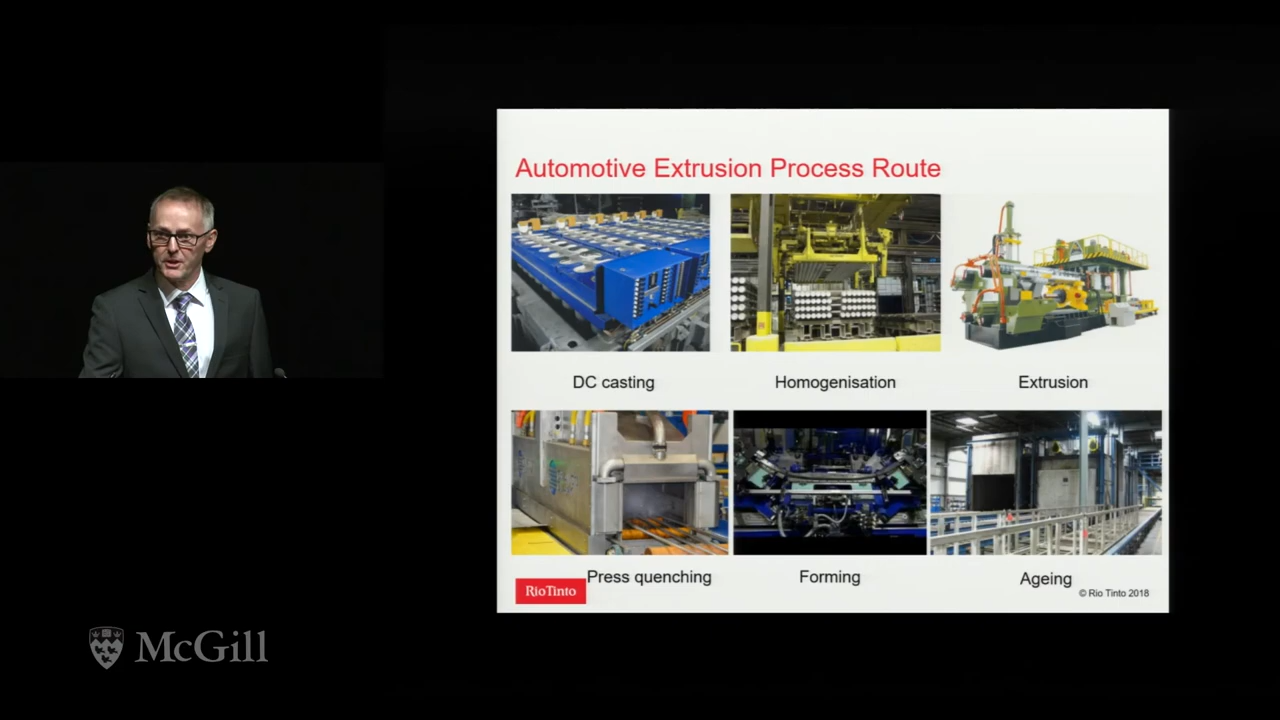 Automotive Extrusion Process Route
DC casting
Homogenisation
Extrusion
Press quenching
Forming
Ageing
RioTinto
© Rio Tinto 2018
McGill